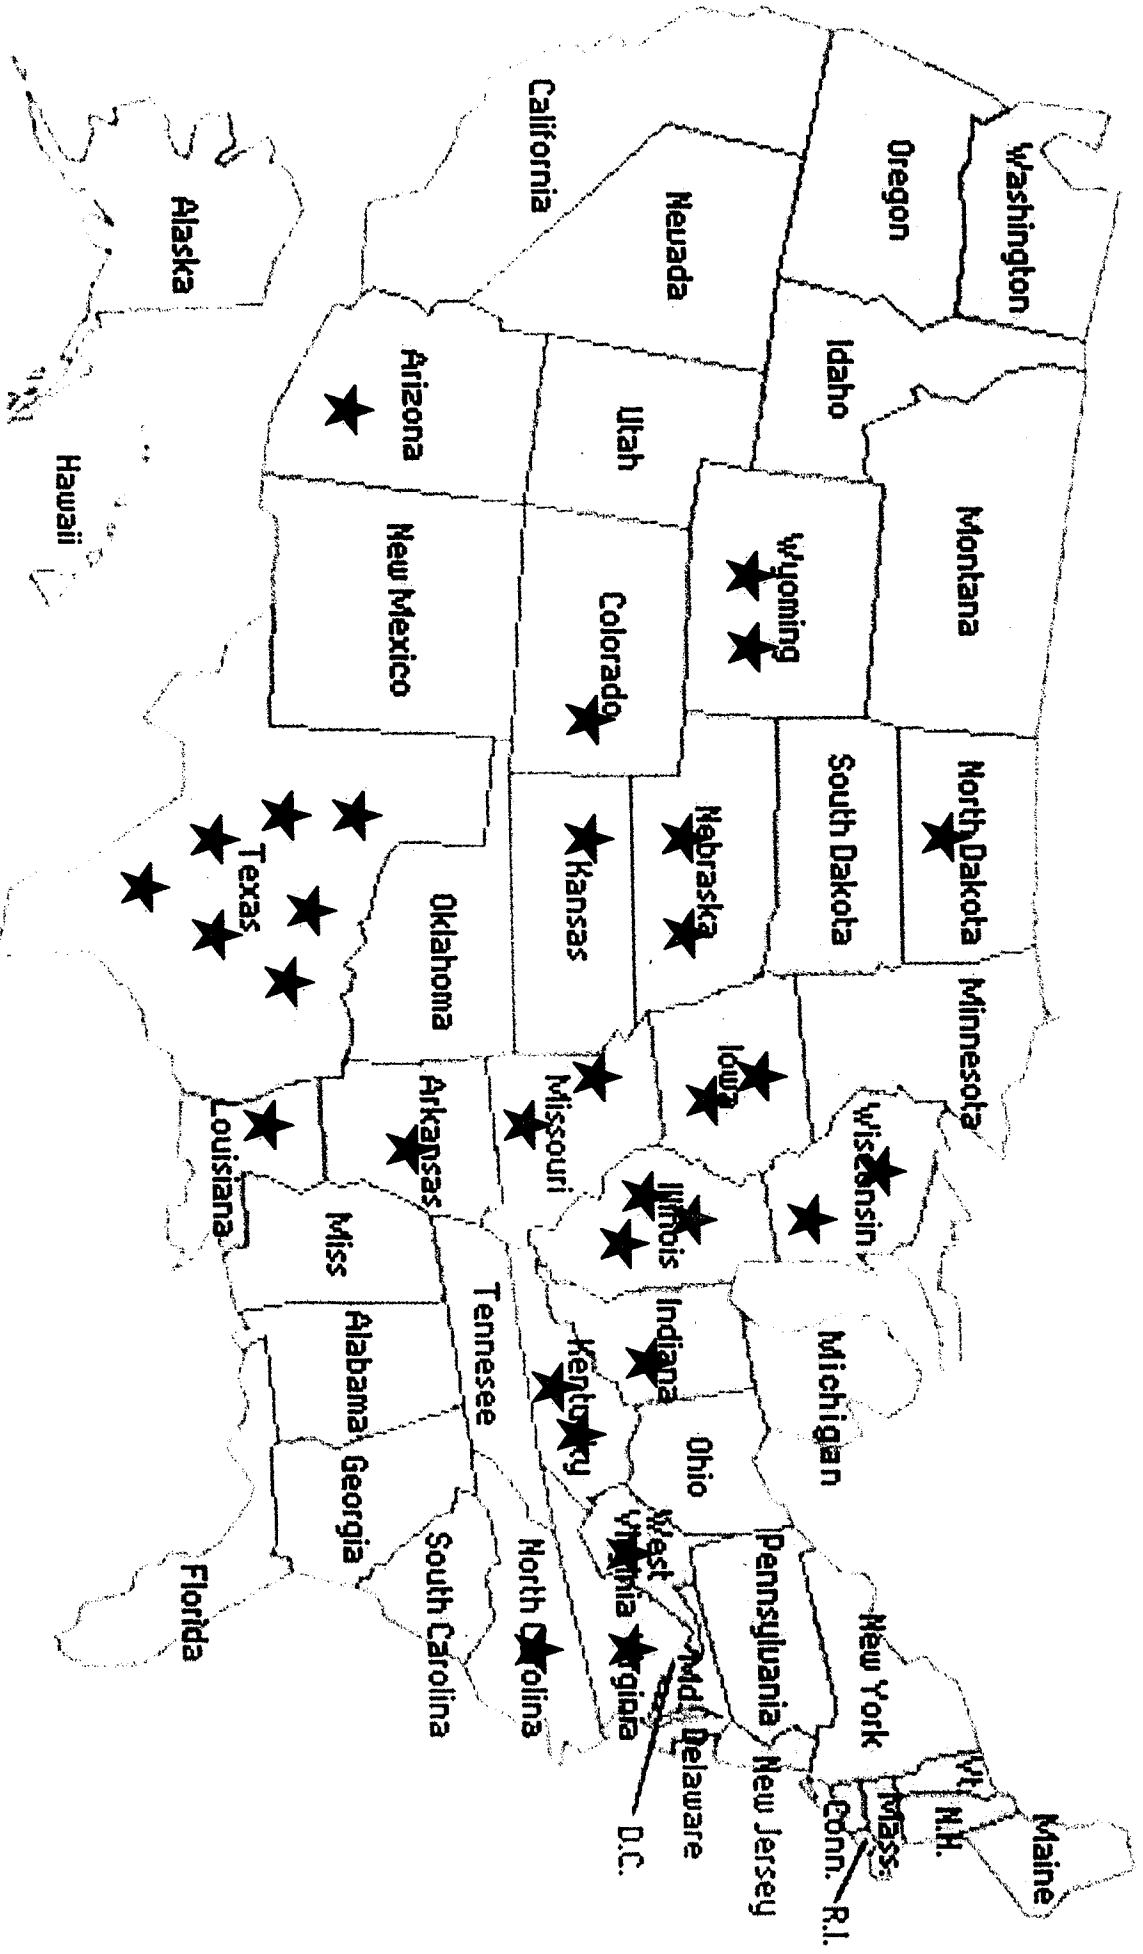 Washington
Oregon
California
Nevada
Idaho
Montana
Wyoming
Utah
Arizona
Colorado
New Mexico
North Dakota
South Dakota
Nebraska
Kansas
Oklahoma
Texas
Minnesota
Iowa
Missouri
Arkansas
Louisiana
Wisconsin
Illinois
Michigan
Indiana
Ohio
Kentucky
Tennesee
Miss
Alabama
Georgia
Florida
South Carolina
North Carolina
West
Virginia
Virginia
Pennsylvania
New York
Vt.
N.H.
Maine
Mass.
R.I.
Conn.
New Jersey
Delaware
Md.
D.C.
Alaska
Hawaii